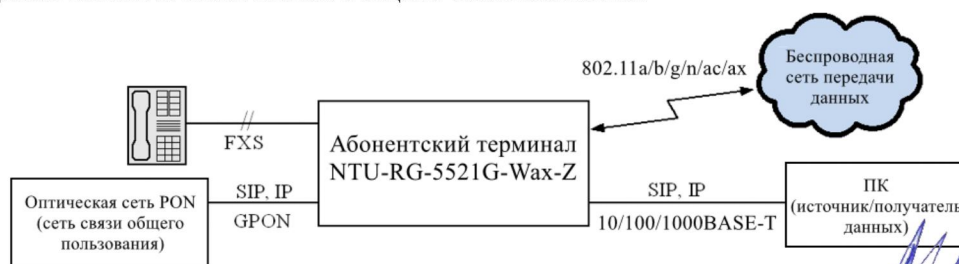 802.11a/b/g/n/ac/ax
Беспроводная
сеть передачи
данных
FXS
Абонентский терминал
NTU-RG-5521G-Wax-Z
Оптическая сеть PON
(сеть связи общего
пользования)
SIP, IP
GPON
SIP, IP
10/100/1000BASE-T
ПК
(источник/получатель
данных)